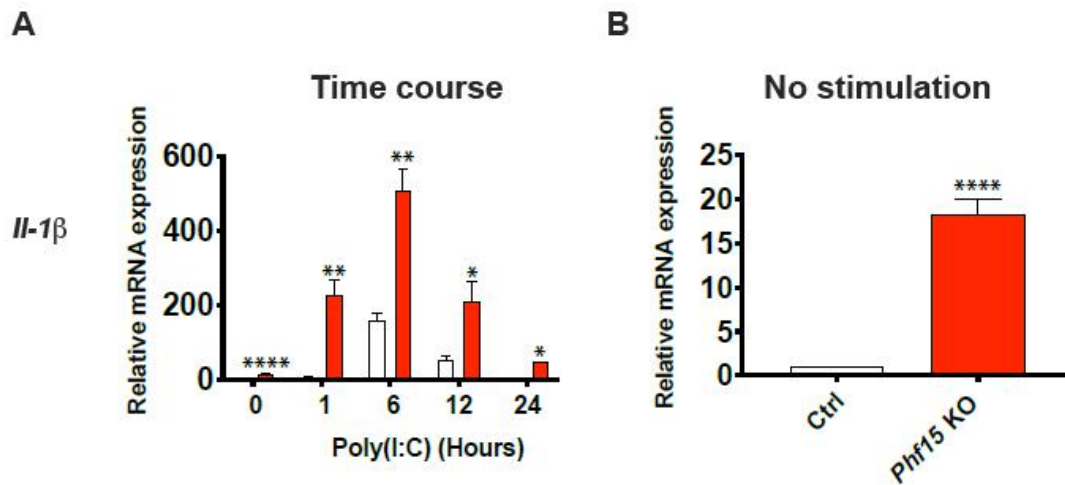 A
B
Time course
No stimulation
Il-1β
Relative mRNA expression
600
400
200
0
****
**
**
*
*
0 1 6 12 24
Poly(I:C) (Hours)
Relative mRNA expression
25
20
15
10
5
0
****
Ctrl
Phf15 KO